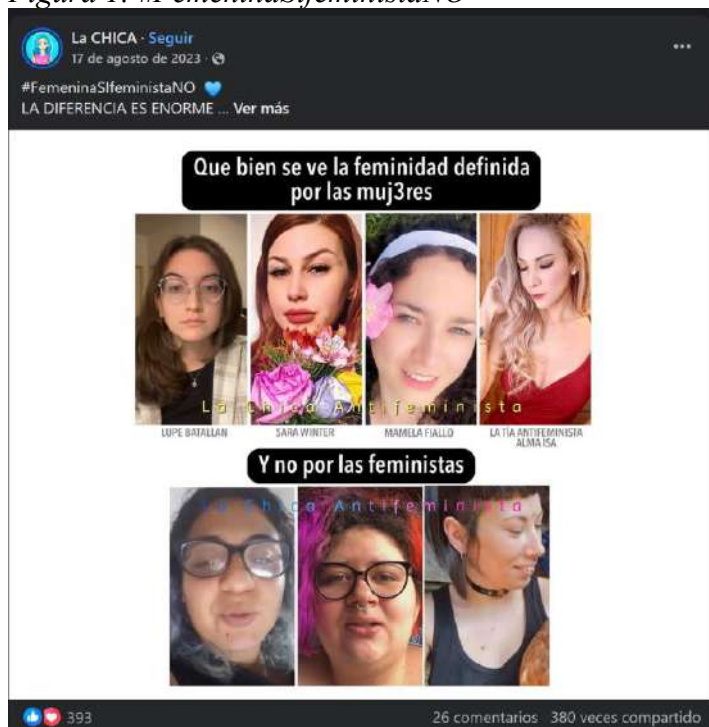 Figura 1. #FemeninaSIfeministaNO
La CHICA · Seguir
17 de agosto de 2023 ·
#FemeninaSIfeministaNO 💙
LA DIFERENCIA ES ENORME ... Ver más
Que bien se ve la feminidad definida
por las muj3res
La Chica Antifeminista
LUPE BATALLAN
SARA WINTER
MAMELA FIALLO
LA TÍA ANTIFEMINISTA
ALMA ISA
Y no por las feministas
La Chica Antifeminista
393
26 comentarios 380 veces compartido